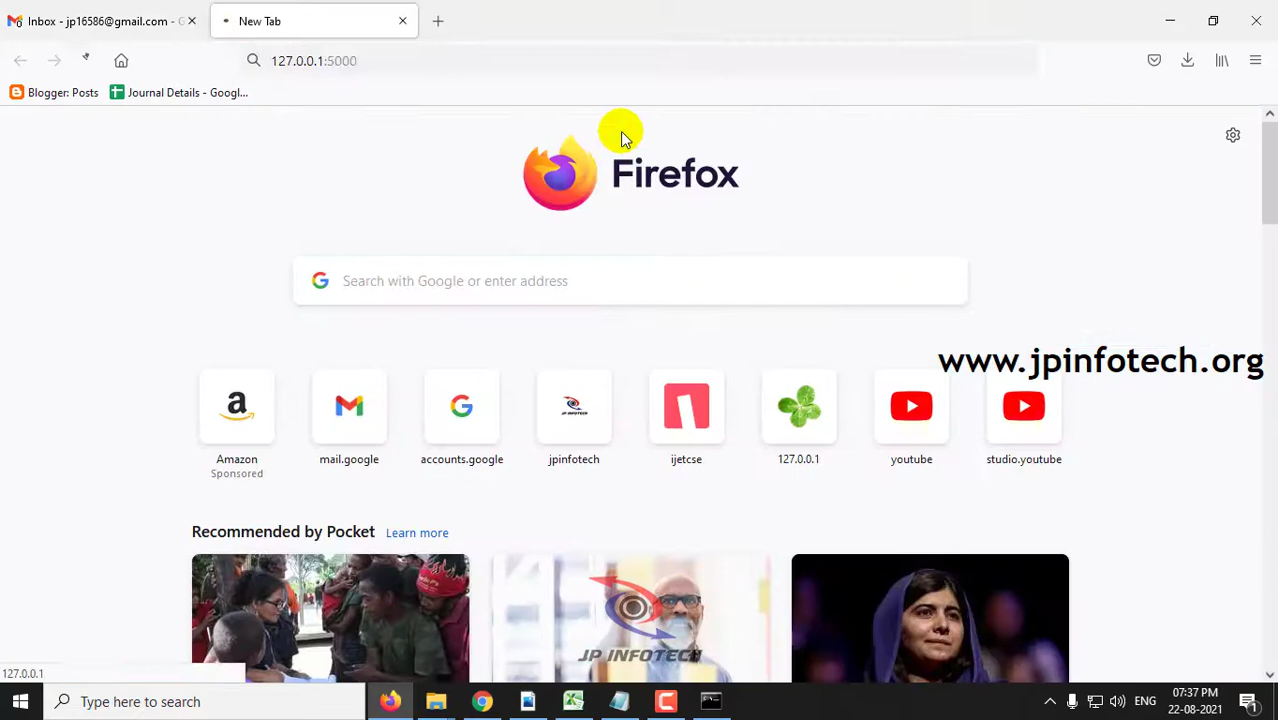 Inbox - jp16586@gmail.com - G
New Tab
127.0.0.1:5000
Blogger: Posts
Journal Details - Googl...
Firefox
Search with Google or enter address
www.jpinfotech.org
Amazon
Sponsored
mail.google
accounts.google
jpinfotech
ijetcse
127.0.0.1
youtube
studio.youtube
Recommended by Pocket
Learn more
JP INFOTECH
127.0.0.1
Type here to search
ENG
07:37 PM
22-08-2021
1